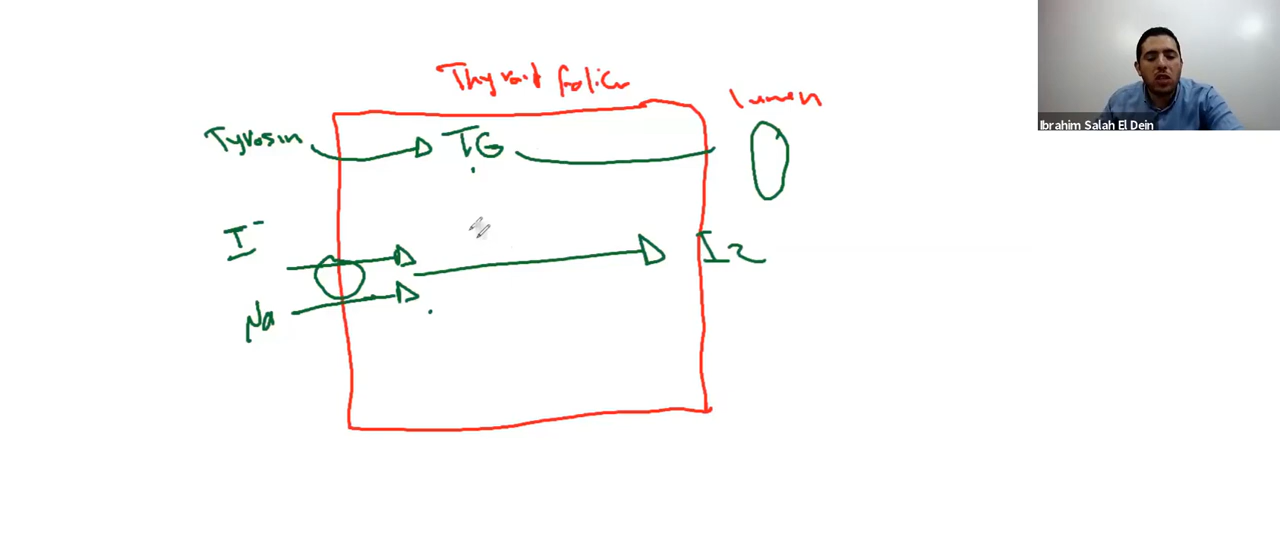 Thyroid folicu
lumen
Ibrahim Salah El Dein
Tyrosin
TG
I-
I2
Na